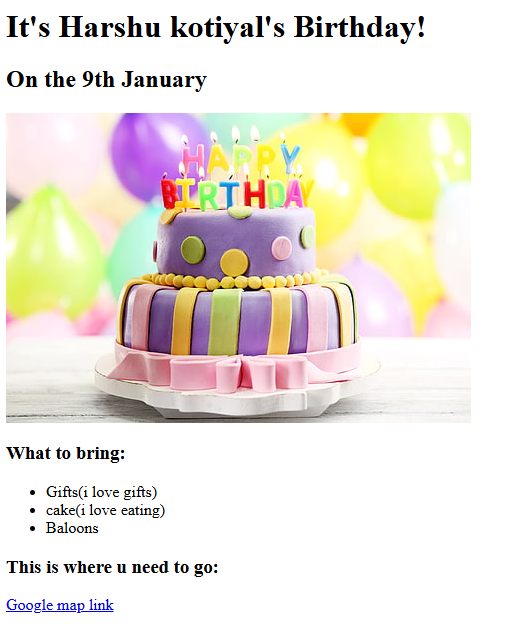 It's Harshu kotiyal's Birthday!
On the 9th January
HAPPY
BIRTHDAY
What to bring:
Gifts(i love gifts)
cake(i love eating)
Baloons
This is where u need to go:
Google map link